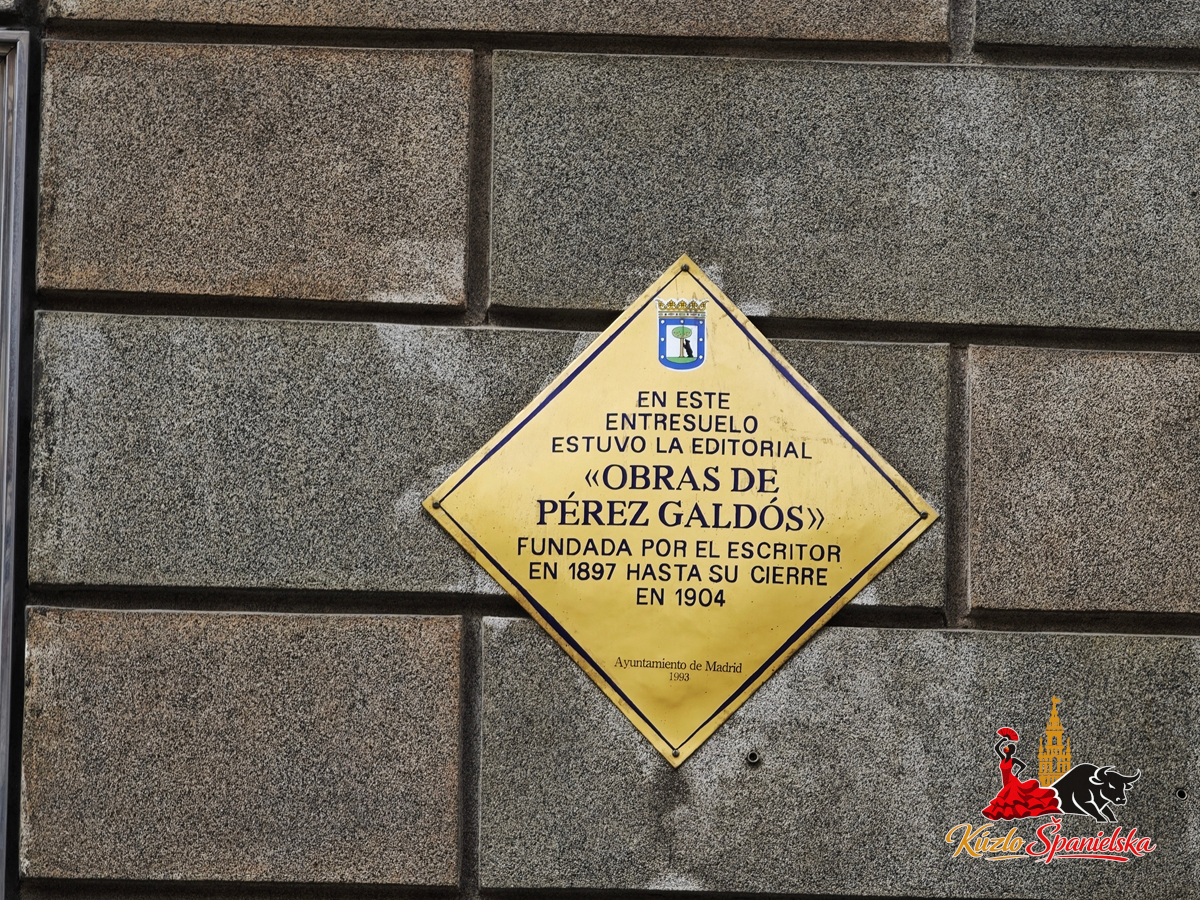 EN ESTE
ENTRESUELO
ESTUVO LA EDITORIAL
«OBRAS DE
PÉREZ GALDÓS»
FUNDADA POR EL ESCRITOR
EN 1897 HASTA SU CIERRE
EN 1904
Ayuntamiento de Madrid
1993
Kúzlo Španielska